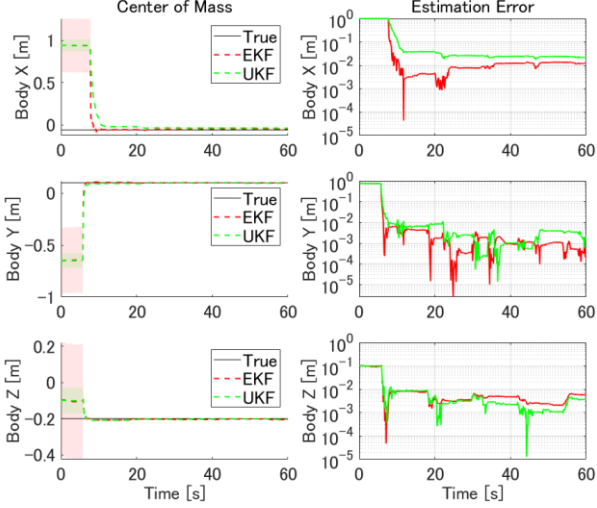 Center of Mass
Estimation Error
Body X [m]
1
0
True
EKF
UKF
0 20 40 60
Body X [m]
10^0
10^-1
10^-2
10^-3
10^-4
10^-5
0 20 40 60
Body Y [m]
0
-0.5
-1
True
EKF
UKF
0 20 40 60
Body Y [m]
10^0
10^-1
10^-2
10^-3
10^-4
10^-5
0 20 40 60
Body Z [m]
0.2
0
-0.2
-0.4
True
EKF
UKF
0 20 40 60
Time [s]
Body Z [m]
10^0
10^-1
10^-2
10^-3
10^-4
10^-5
0 20 40 60
Time [s]